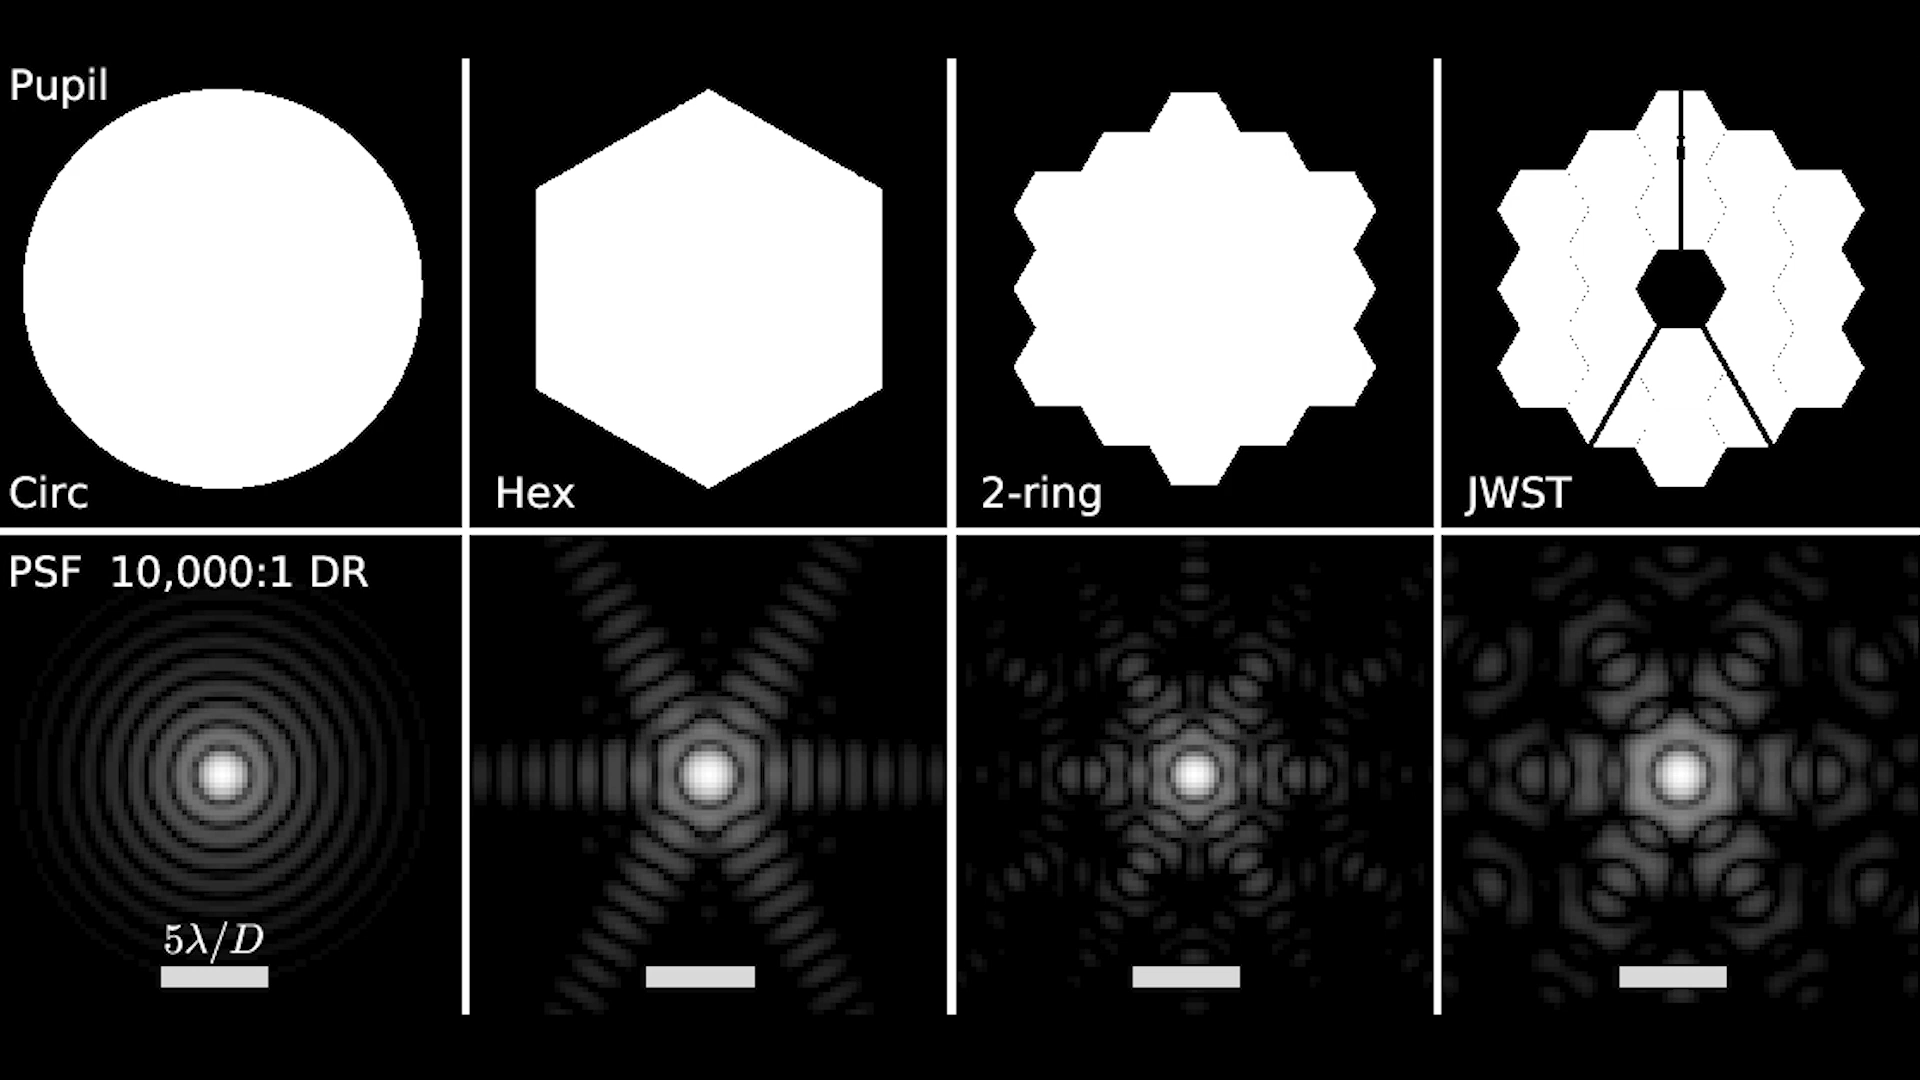 Pupil
Circ
Hex
2-ring
JWST
PSF 10,000:1 DR
5λ/D